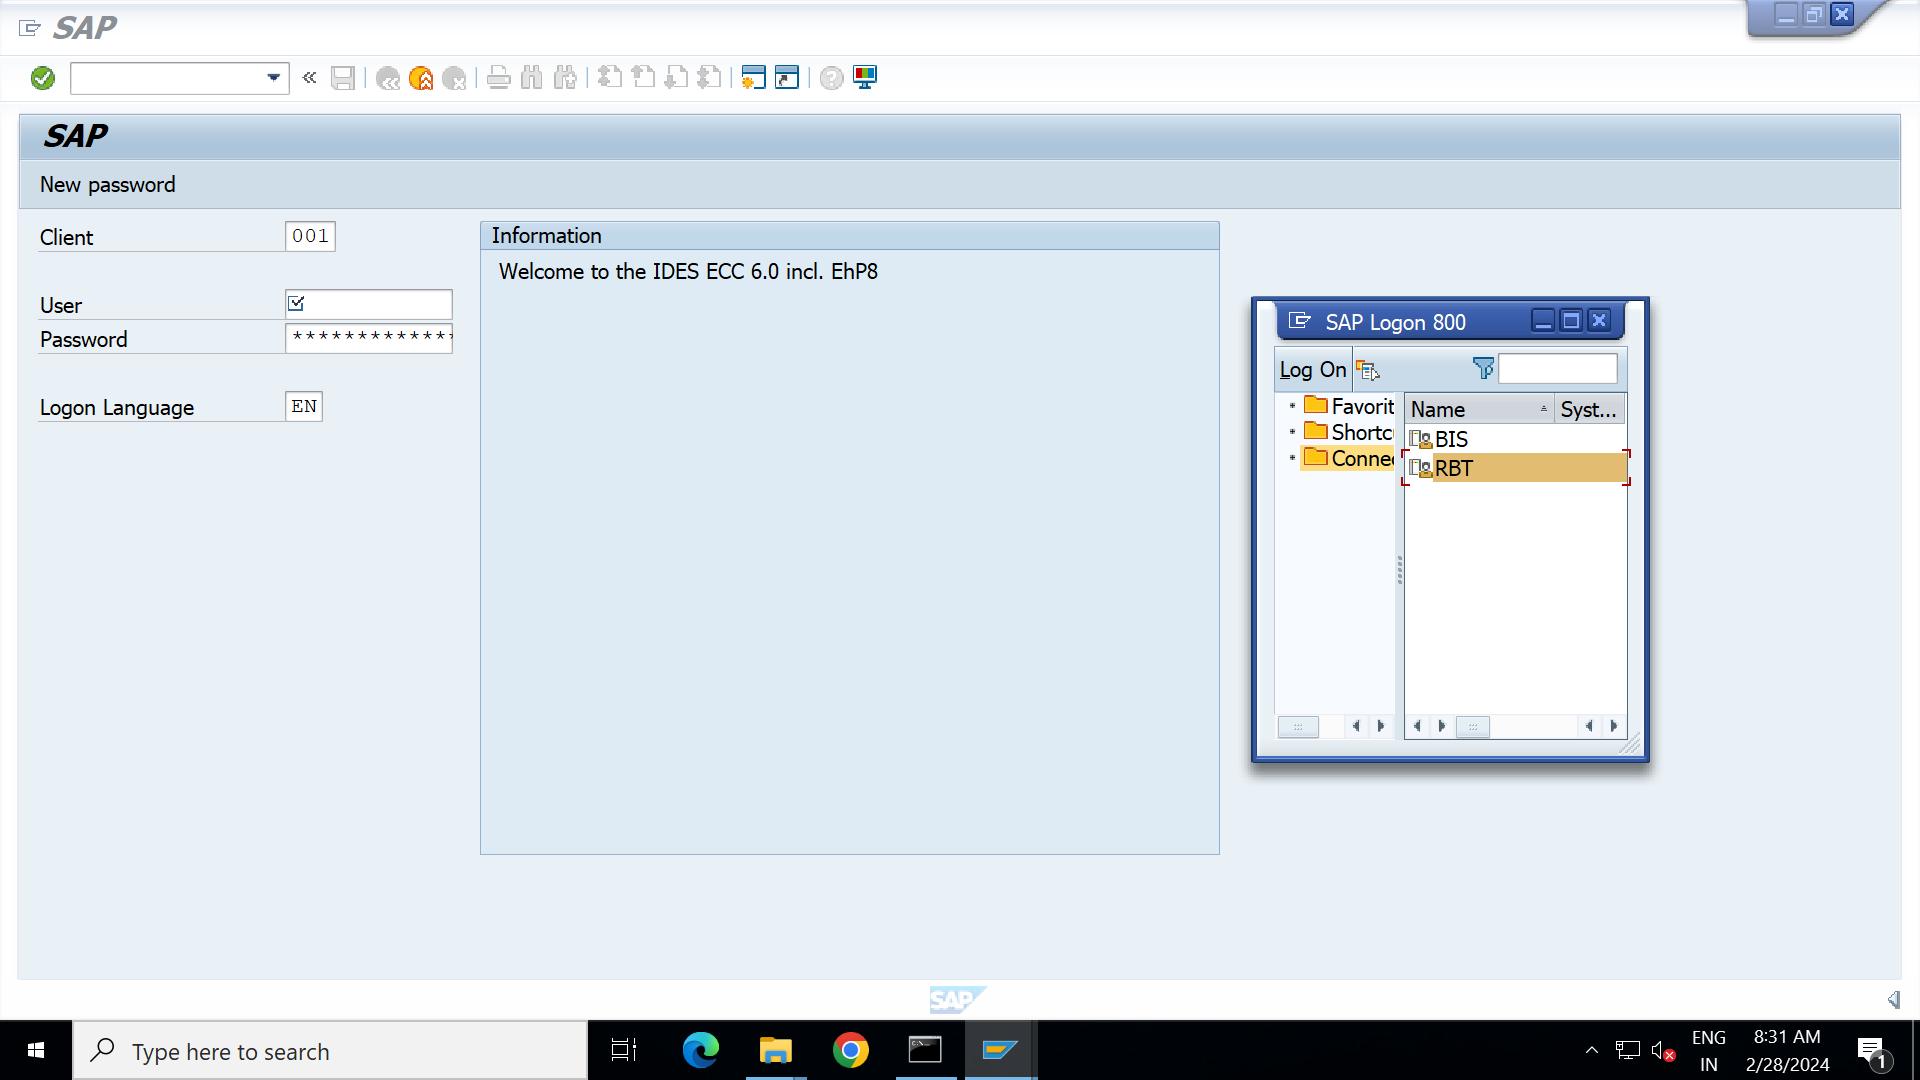 SAP
SAP
New password
Client 001
User
Password *************
Logon Language EN
Information
Welcome to the IDES ECC 6.0 incl. EhP8
SAP Logon 800
Log On
Favorit
Shortc
Connec
Name Syst...
BIS
RBT
SAP
Type here to search
ENG
IN
8:31 AM
2/28/2024
1